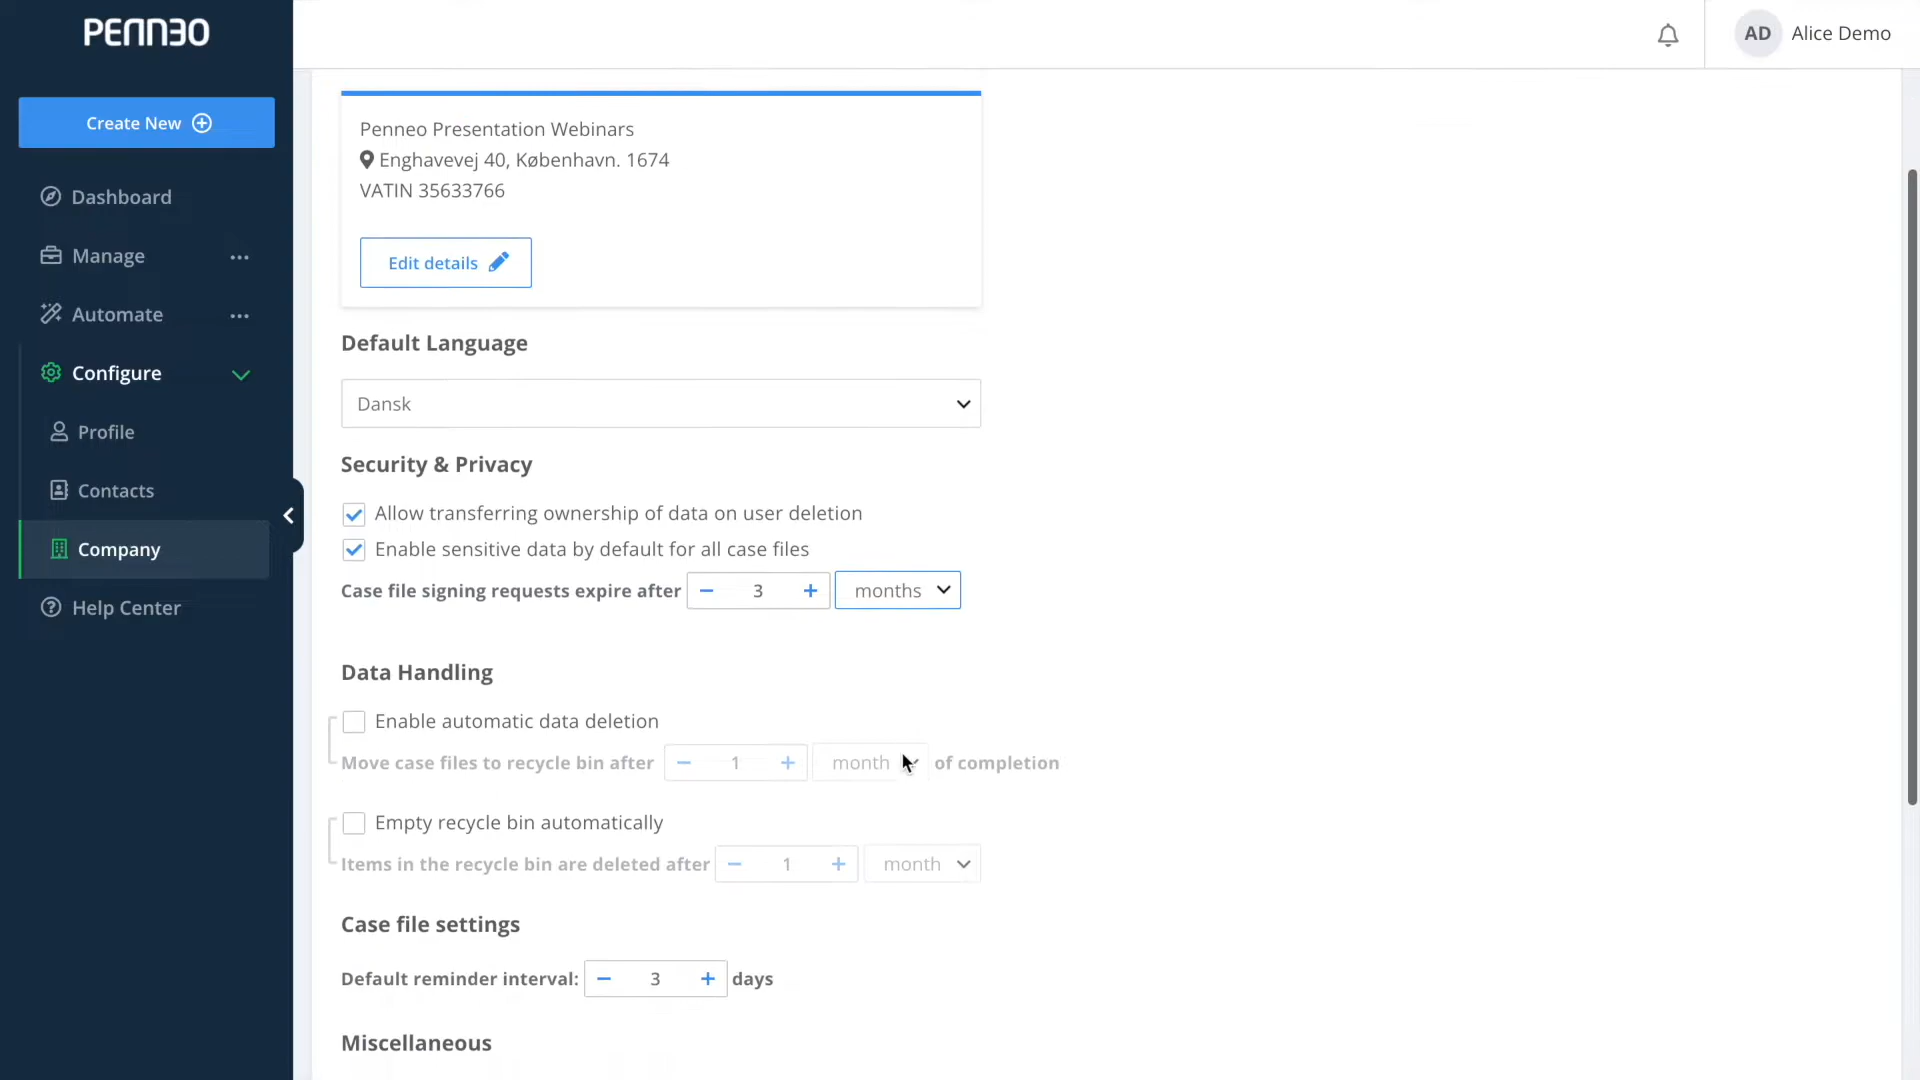 PENNEO
AD Alice Demo
Create New
Dashboard
Manage
Automate
Configure
Profile
Contacts
Company
Help Center
Penneo Presentation Webinars
Enghavevej 40, København. 1674
VATIN 35633766
Edit details
Default Language
Dansk
Security & Privacy
Allow transferring ownership of data on user deletion
Enable sensitive data by default for all case files
Case file signing requests expire after − 3 + months
Data Handling
Enable automatic data deletion
Move case files to recycle bin after − 1 + month of completion
Empty recycle bin automatically
Items in the recycle bin are deleted after − 1 + month
Case file settings
Default reminder interval: − 3 + days
Miscellaneous